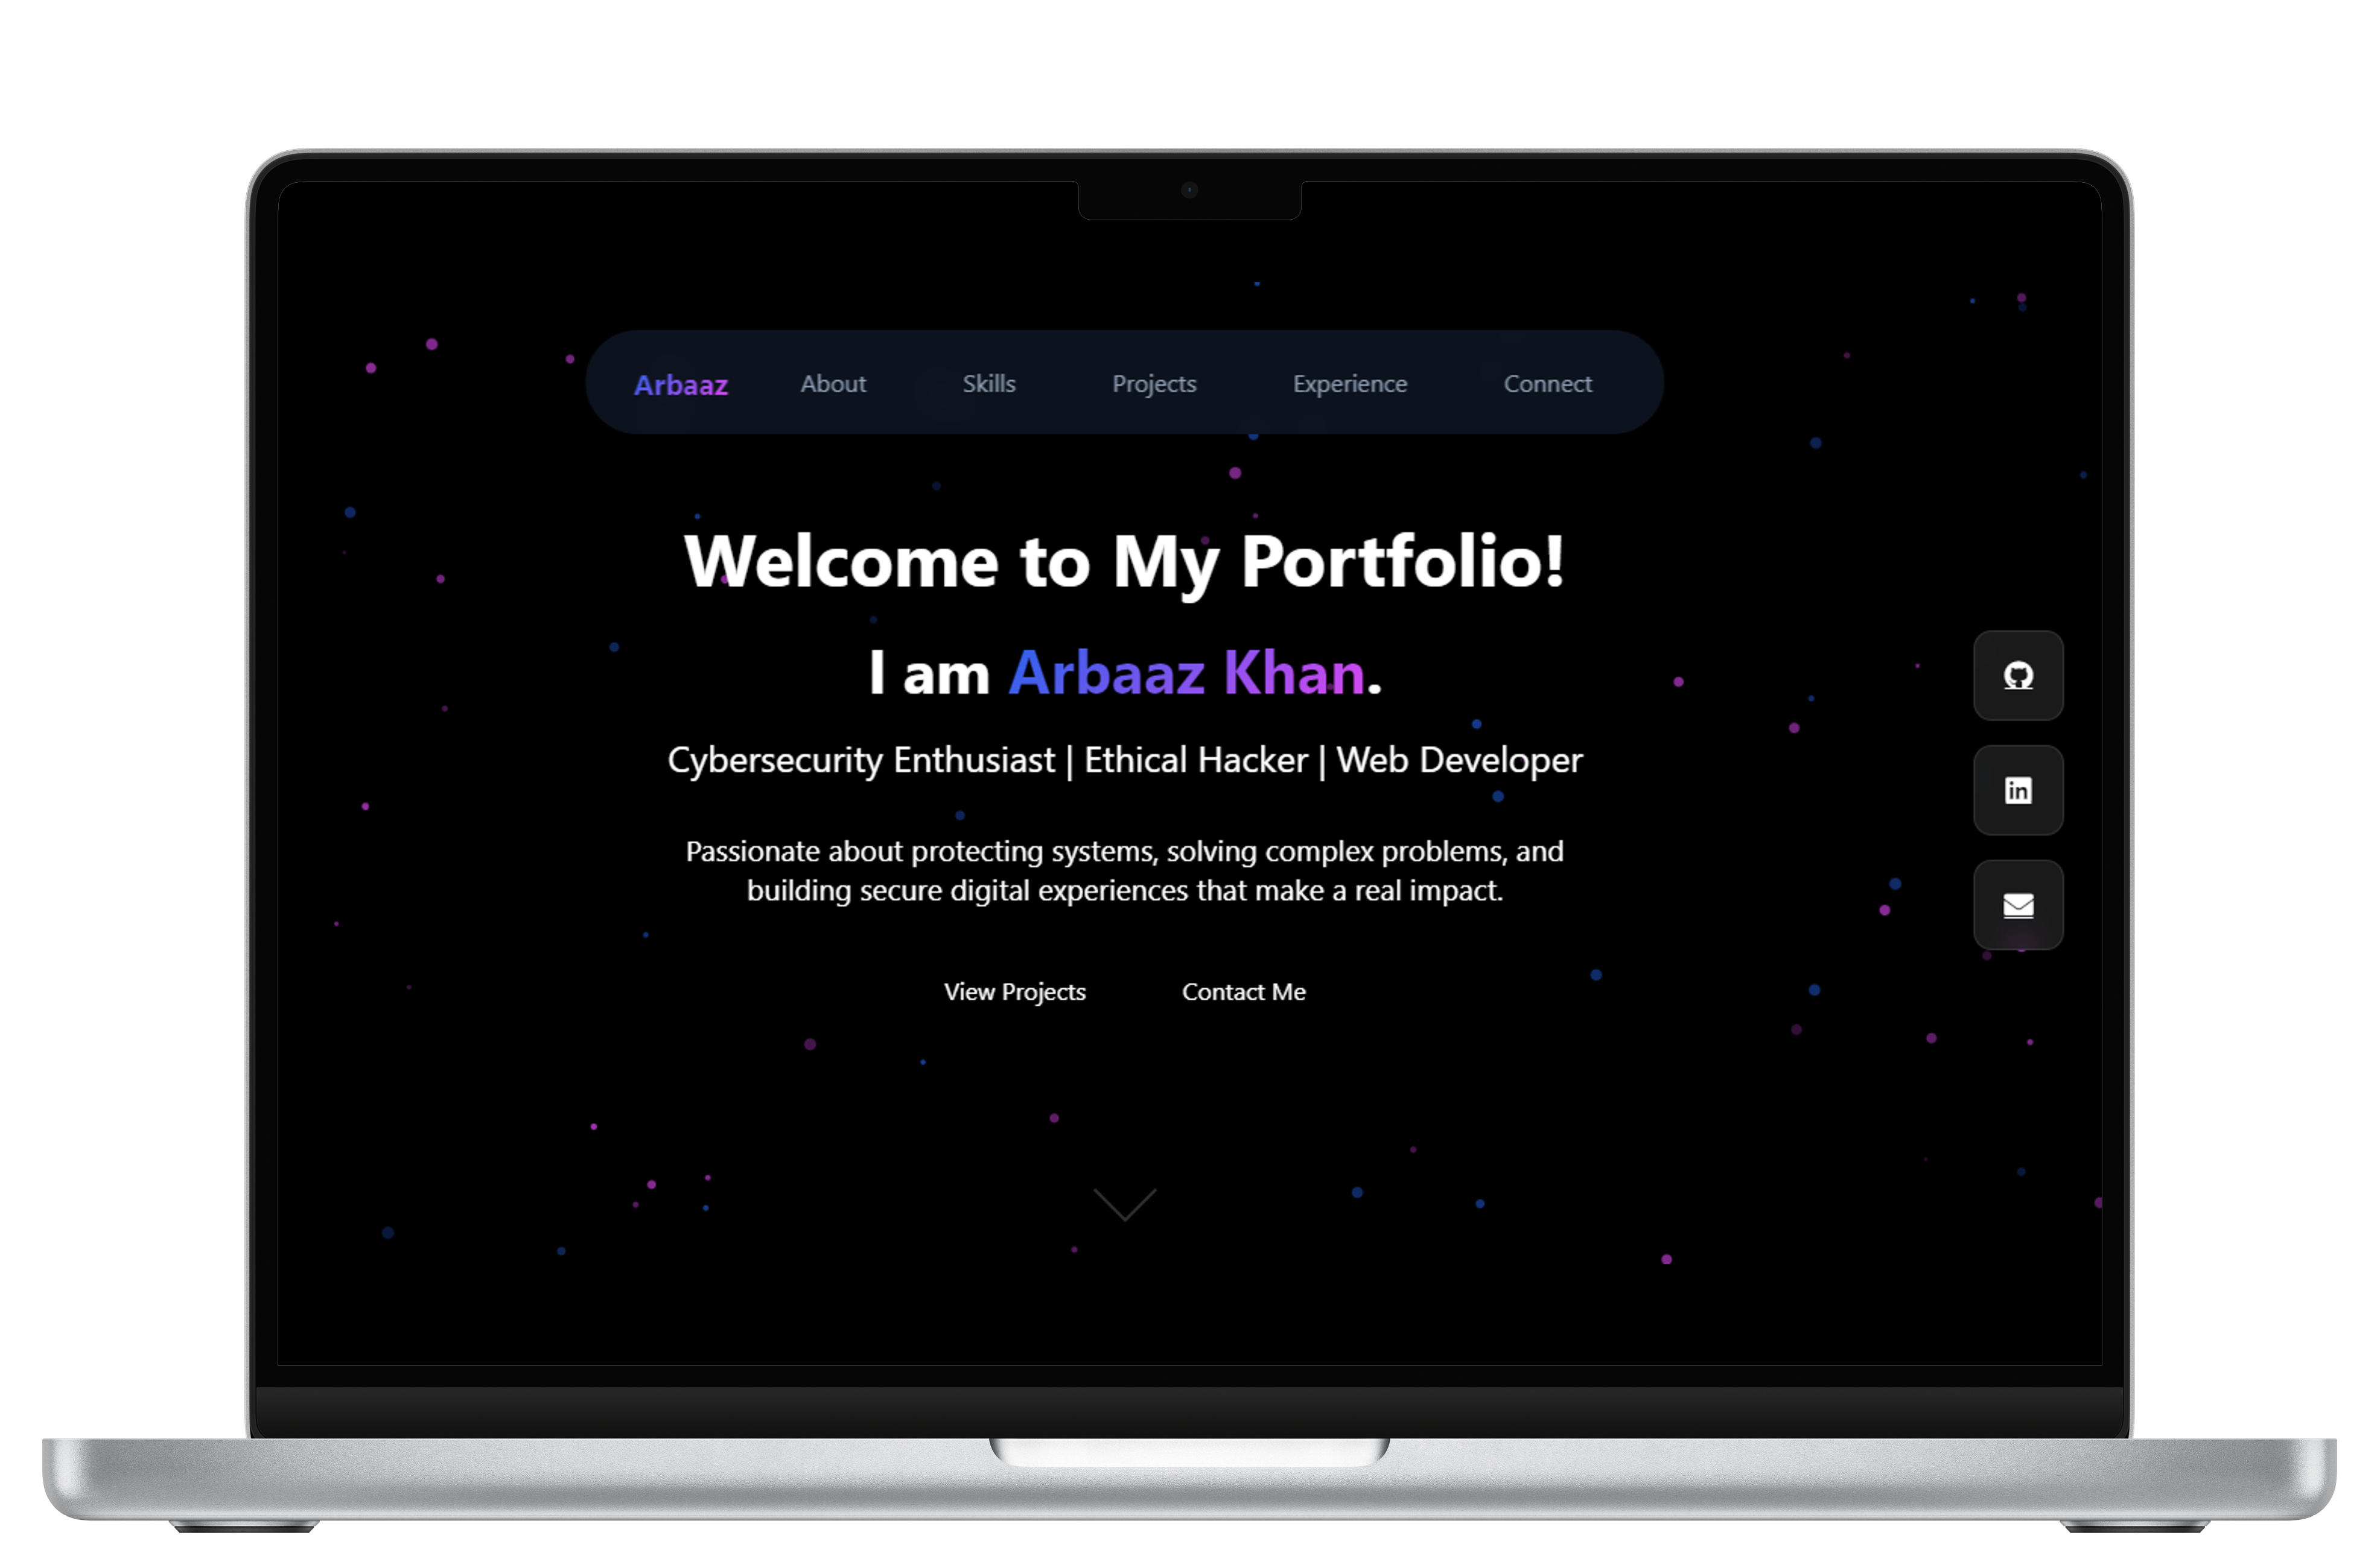 Arbaaz About Skills Projects Experience Connect
Welcome to My Portfolio!
I am Arbaaz Khan.
Cybersecurity Enthusiast | Ethical Hacker | Web Developer
Passionate about protecting systems, solving complex problems, and
building secure digital experiences that make a real impact.
View Projects Contact Me
in